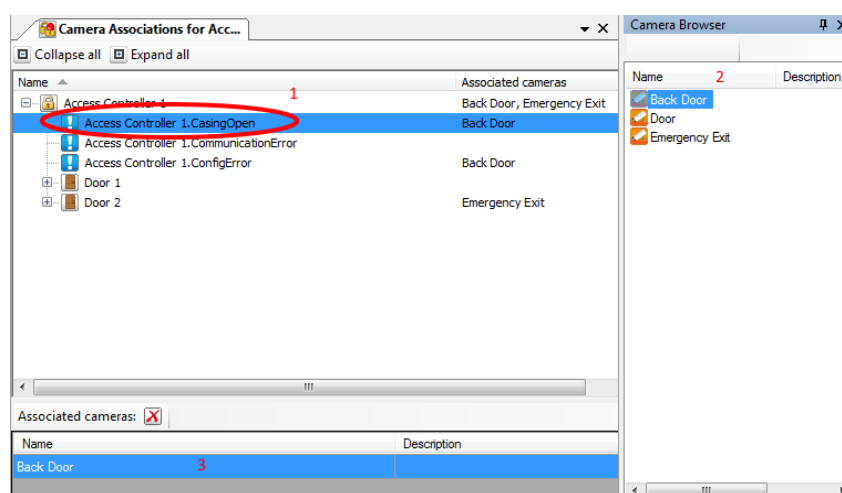 Camera Associations for Acc...
Collapse all Expand all
Name Associated cameras
1
Access Controller 1 Back Door, Emergency Exit
Access Controller 1.CasingOpen Back Door
Access Controller 1.CommunicationError
Access Controller 1.ConfigError Back Door
Door 1
Door 2 Emergency Exit
Associated cameras:
Name Description
Back Door 3
Camera Browser
Name 2 Description
Back Door
Door
Emergency Exit